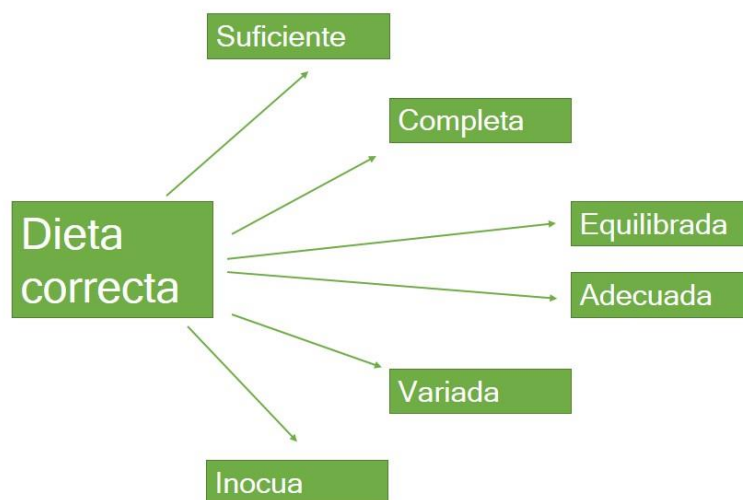 Suficiente
Completa
Dieta
correcta
Equilibrada
Adecuada
Variada
Inocua